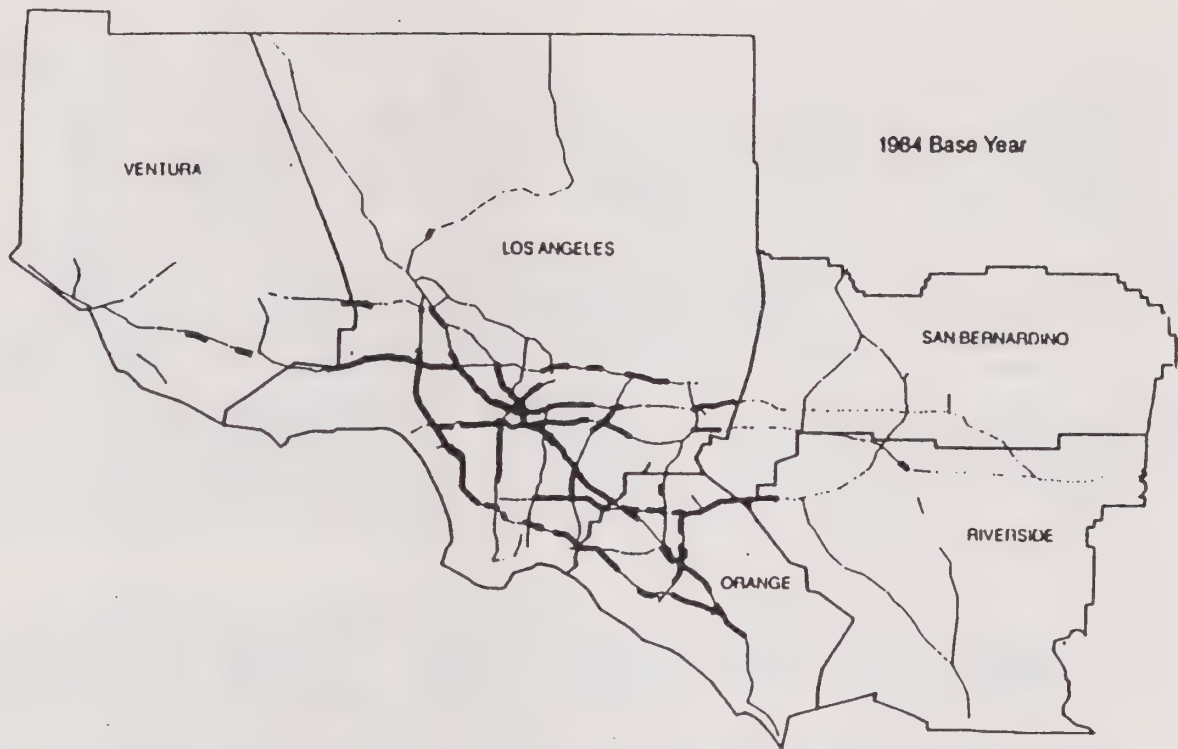 1984 Base Year
VENTURA
LOS ANGELES
SAN BERNARDINO
RIVERSIDE
ORANGE